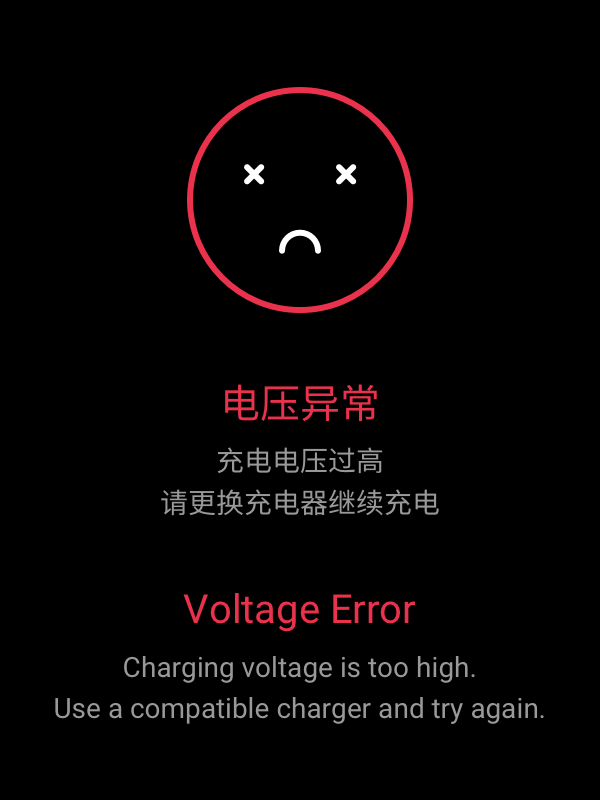 电压异常
充电电压过高
请更换充电器继续充电
Voltage Error
Charging voltage is too high.
Use a compatible charger and try again.